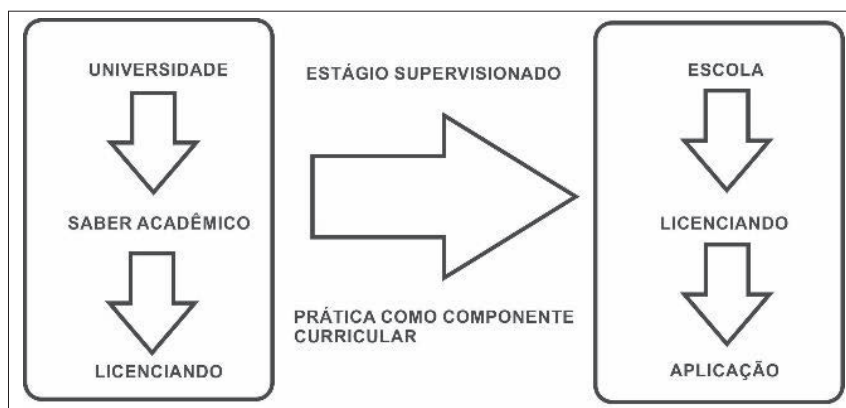 UNIVERSIDADE
SABER ACADÊMICO
LICENCIANDO
ESTÁGIO SUPERVISIONADO
PRÁTICA COMO COMPONENTE
CURRICULAR
ESCOLA
LICENCIANDO
APLICAÇÃO